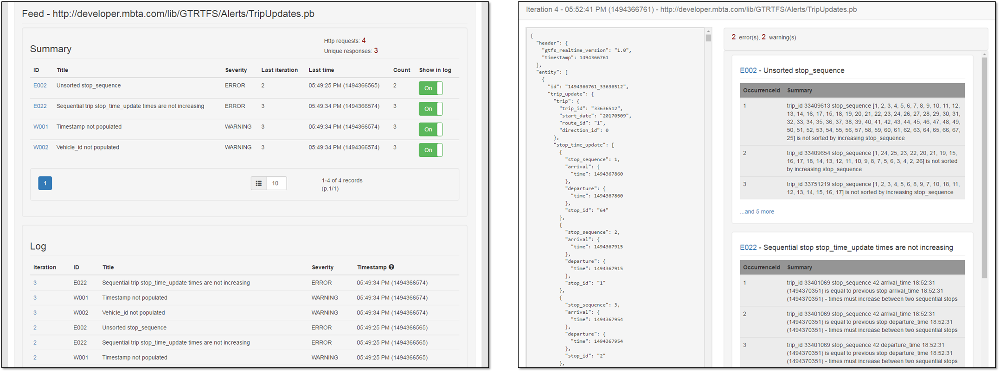 Feed - http://developer.mbta.com/lib/GTRTFS/Alerts/TripUpdates.pb
Summary
Http requests: 4
Unique responses: 3
ID Title Severity Last iteration Last time Count Show in log
E002 Unsorted stop_sequence ERROR 2 05:49:25 PM (1494366565) 2 On
E022 Sequential trip stop_time_update times are not increasing ERROR 3 05:49:34 PM (1494366574) 3 On
W001 Timestamp not populated WARNING 3 05:49:34 PM (1494366574) 3 On
W002 Vehicle_id not populated WARNING 3 05:49:34 PM (1494366574) 3 On
1 10 1-4 of 4 records
(p.1/1)
Log
Iteration ID Title Severity Timestamp ?
3 E022 Sequential trip stop_time_update times are not increasing ERROR 05:49:34 PM (1494366574)
3 W001 Timestamp not populated WARNING 05:49:34 PM (1494366574)
3 W002 Vehicle_id not populated WARNING 05:49:34 PM (1494366574)
2 E002 Unsorted stop_sequence ERROR 05:49:25 PM (1494366565)
2 E022 Sequential trip stop_time_update times are not increasing ERROR 05:49:25 PM (1494366565)
2 W001 Timestamp not populated WARNING 05:49:25 PM (1494366565)
Iteration 4 - 05:52:41 PM (1494366761) - http://developer.mbta.com/lib/GTRTFS/Alerts/TripUpdates.pb
{
"header": {
"gtfs_realtime_version": "1.0",
"timestamp": 1494366761
},
"entity": [
{
"id": "1494366761_33636512",
"trip_update": {
"trip": {
"trip_id": "33636512",
"start_date": "20170509",
"route_id": "1",
"direction_id": 0
},
"stop_time_update": [
{
"stop_sequence": 1,
"arrival": {
"time": 1494367860
},
"departure": {
"time": 1494367860
},
"stop_id": "64"
},
{
"stop_sequence": 2,
"arrival": {
"time": 1494367915
},
"departure": {
"time": 1494367915
},
"stop_id": "1"
},
{
"stop_sequence": 3,
"arrival": {
"time": 1494367954
},
"departure": {
"time": 1494367954
},
"stop_id": "2"
},
2 error(s), 2 warning(s)
E002 - Unsorted stop_sequence
OccurrenceId Summary
1 trip_id 33409613 stop_sequence [1, 2, 3, 4, 5, 6, 7, 8, 9, 10, 11, 12,
13, 14, 16, 17, 15, 18, 19, 20, 21, 22, 23, 24, 26, 27, 28, 29, 30, 31,
32, 33, 34, 35, 36, 37, 38, 39, 40, 41, 42, 43, 44, 45, 46, 47, 48, 49,
50, 51, 52, 53, 54, 55, 56, 57, 58, 59, 60, 61, 62, 63, 64, 65, 66, 67,
25] is not sorted by increasing stop_sequence
2 trip_id 33409654 stop_sequence [1, 24, 25, 23, 22, 20, 21, 19, 15,
16, 17, 18, 14, 13, 12, 11, 10, 9, 8, 7, 5, 6, 3, 4, 2, 26] is not sorted
by increasing stop_sequence
3 trip_id 33751219 stop_sequence [1, 2, 3, 4, 5, 6, 8, 9, 7, 10, 18, 11,
12, 13, 14, 15, 16, 17] is not sorted by increasing stop_sequence
...and 5 more
E022 - Sequential stop stop_time_update times are not increasing
OccurrenceId Summary
1 trip_id 33401069 stop_sequence 42 arrival_time 18:52:31
(1494370351) is equal to previous stop arrival_time 18:52:31
(1494370351) - times must increase between two sequential stops
2 trip_id 33401069 stop_sequence 42 arrival_time 18:52:31
(1494370351) is equal to previous stop departure_time 18:52:31
(1494370351) - times must increase between two sequential stops
3 trip_id 33401069 stop_sequence 42 departure_time 18:52:31
(1494370351) is equal to previous stop departure_time 18:52:31
(1494370351) - times must increase between two sequential stops